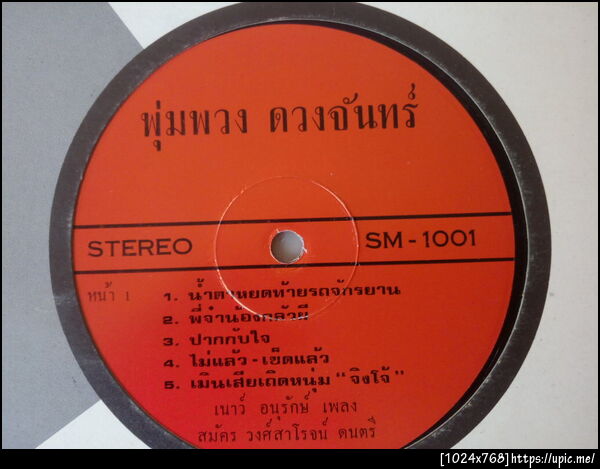 พุ่มพวง ดวงจันทร์
STEREO SM-1001
หน้า 1
1. น้ำตาหยดท้ายรถจักรยาน
2. พี่จ๋าน้องกลัวผี
3. ปากกับใจ
4. ไม่แล้ว - เข็ดแล้ว
5. เมินเสียเถิดหนุ่ม “จิงโจ้”
เนาว์ อนุรักษ์ เพลง
สมัคร วงศ์สาโรจน์ ดนตรี
[1024x768]https://upic.me/